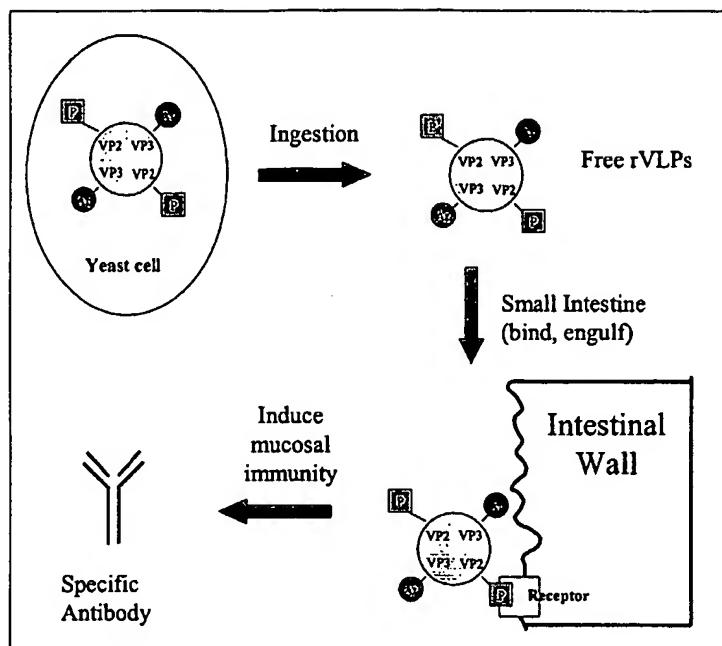 P
VP2 VP3
VP3 VP2
P
Yeast cell
Ingestion
P
VP2 VP3
VP3 VP2
P
Free rVLPs
Small Intestine
(bind, engulf)
Intestinal
Wall
P
VP2 VP3
VP3 VP2
P
Receptor
Induce
mucosal
immunity
Specific
Antibody